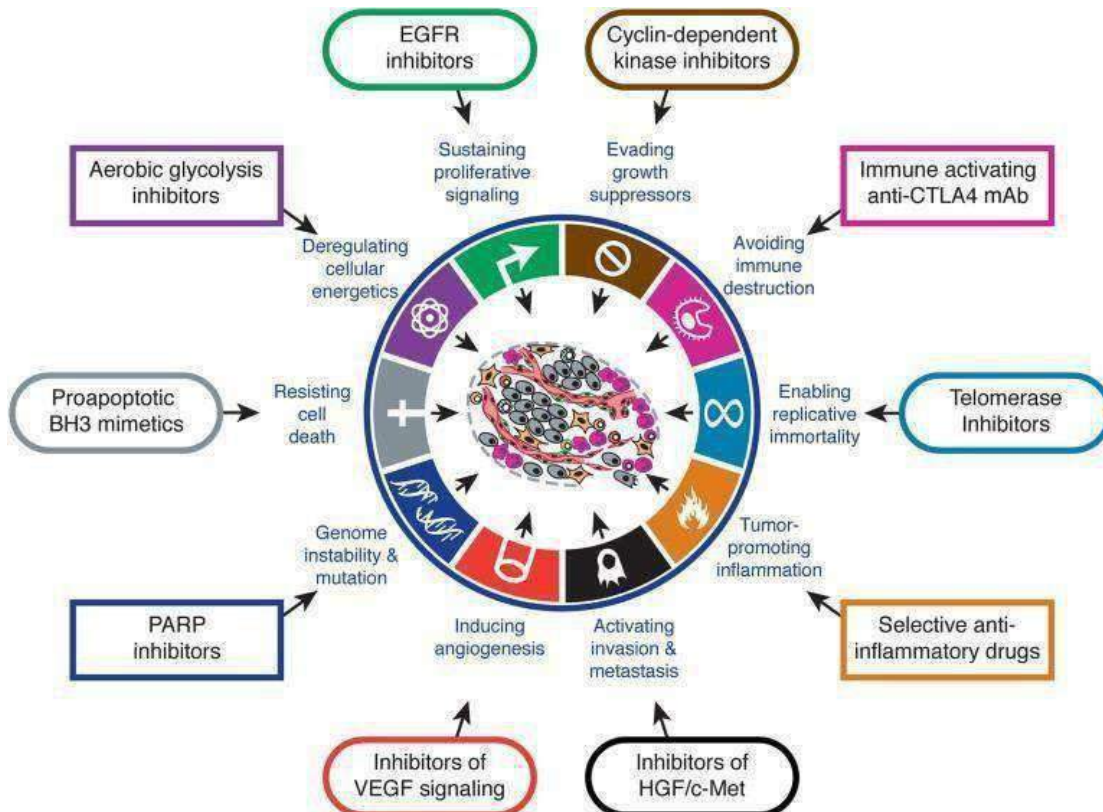 EGFR
inhibitors
Cyclin-dependent
kinase inhibitors
Sustaining
proliferative
signaling
Evading
growth
suppressors
Aerobic glycolysis
inhibitors
Immune activating
anti-CTLA4 mAb
Deregulating
cellular
energetics
Avoiding
immune
destruction
Proapoptotic
BH3 mimetics
Resisting
cell
death
Enabling
replicative
immortality
Telomerase
Inhibitors
Genome
instability &
mutation
Tumor-
promoting
inflammation
PARP
inhibitors
Inducing
angiogenesis
Activating
invasion &
metastasis
Selective anti-
inflammatory drugs
Inhibitors of
VEGF signaling
Inhibitors of
HGF/c-Met